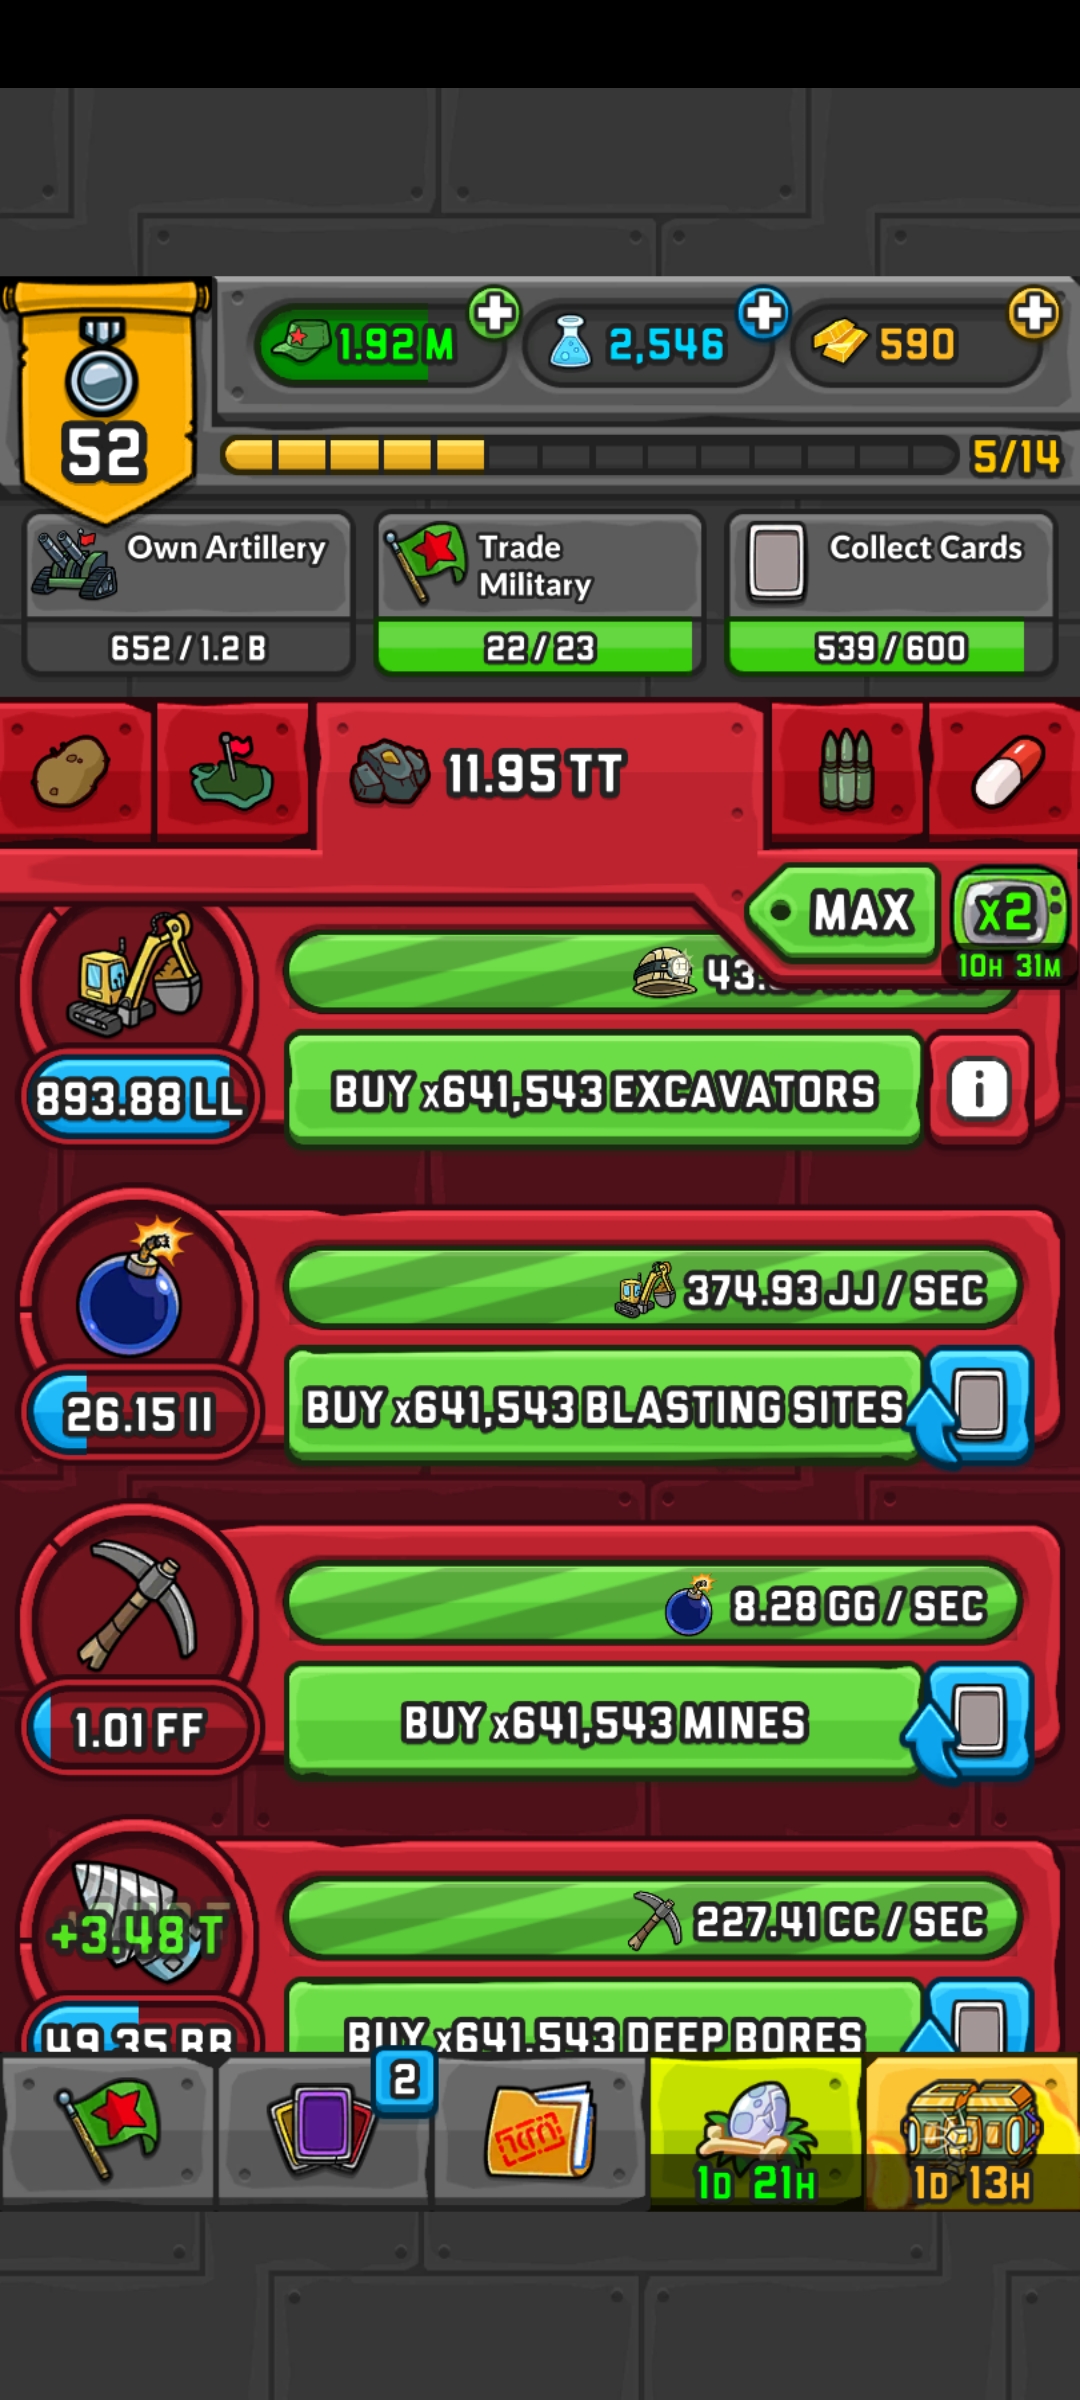 1.92 M
2,546
590
52
5/14
Own Artillery
Trade
Military
Collect Cards
652 / 1.2 B
22 / 23
539 / 600
11.95 TT
MAX
x2
10H 31M
43.
893.88 LL
BUY x641,543 EXCAVATORS
i
374.93 JJ / SEC
26.15 II
BUY x641,543 BLASTING SITES
8.28 GG / SEC
1.01 FF
BUY x641,543 MINES
+3.48 T
227.41 CC / SEC
49.35 BB
BUY x641,543 DEEP BORES
2
1D 21H
1D 13H